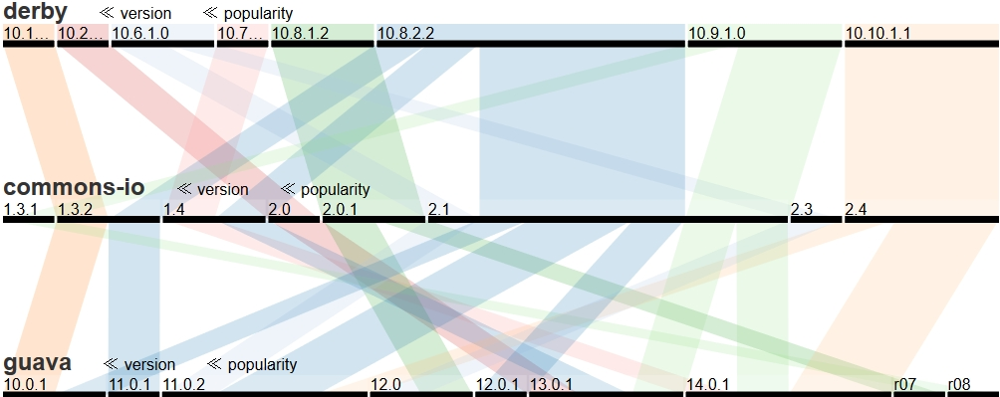 derby ≪ version ≪ popularity
10.1... 10.2... 10.6.1.0 10.7... 10.8.1.2 10.8.2.2 10.9.1.0 10.10.1.1
commons-io ≪ version ≪ popularity
1.3.1 1.3.2 1.4 2.0 2.0.1 2.1 2.3 2.4
guava ≪ version ≪ popularity
10.0.1 11.0.1 11.0.2 12.0 12.0.1 13.0.1 14.0.1 r07 r08